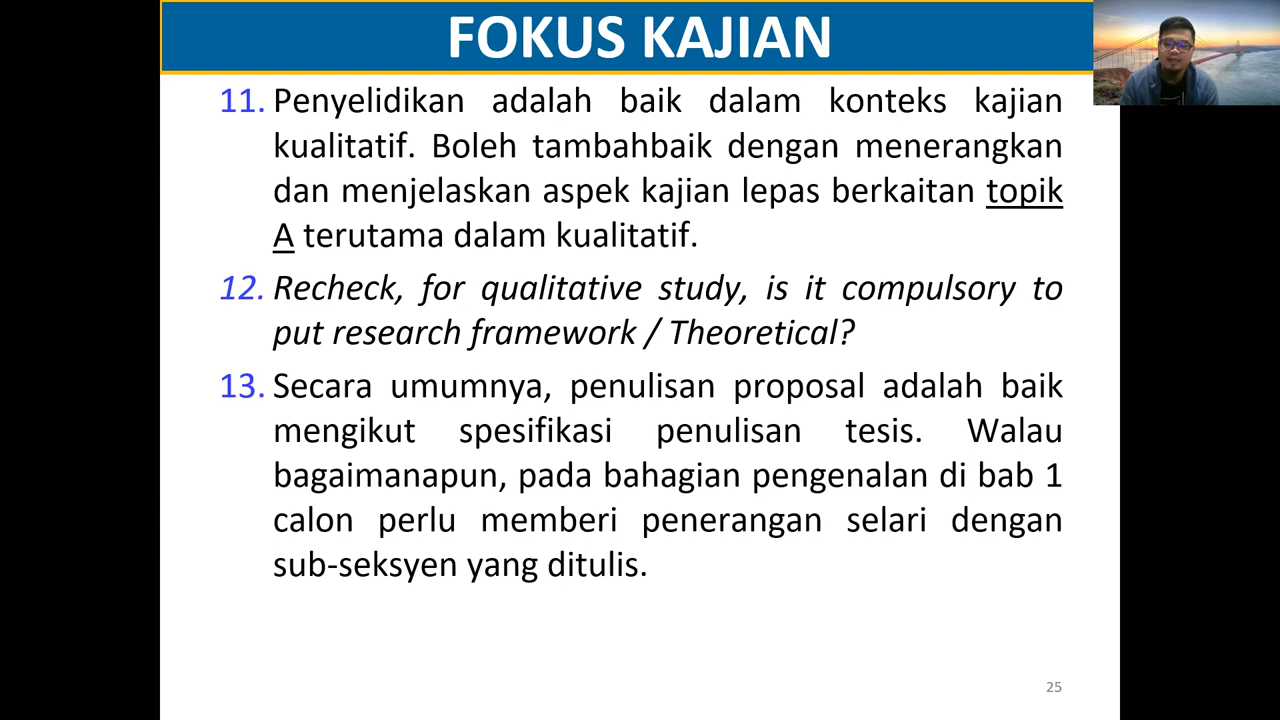 FOKUS KAJIAN
11. Penyelidikan adalah baik dalam konteks kajian
kualitatif. Boleh tambahbaik dengan menerangkan
dan menjelaskan aspek kajian lepas berkaitan topik
A terutama dalam kualitatif.
12. Recheck, for qualitative study, is it compulsory to
put research framework / Theoretical?
13. Secara umumnya, penulisan proposal adalah baik
mengikut spesifikasi penulisan tesis. Walau
bagaimanapun, pada bahagian pengenalan di bab 1
calon perlu memberi penerangan selari dengan
sub-seksyen yang ditulis.
25